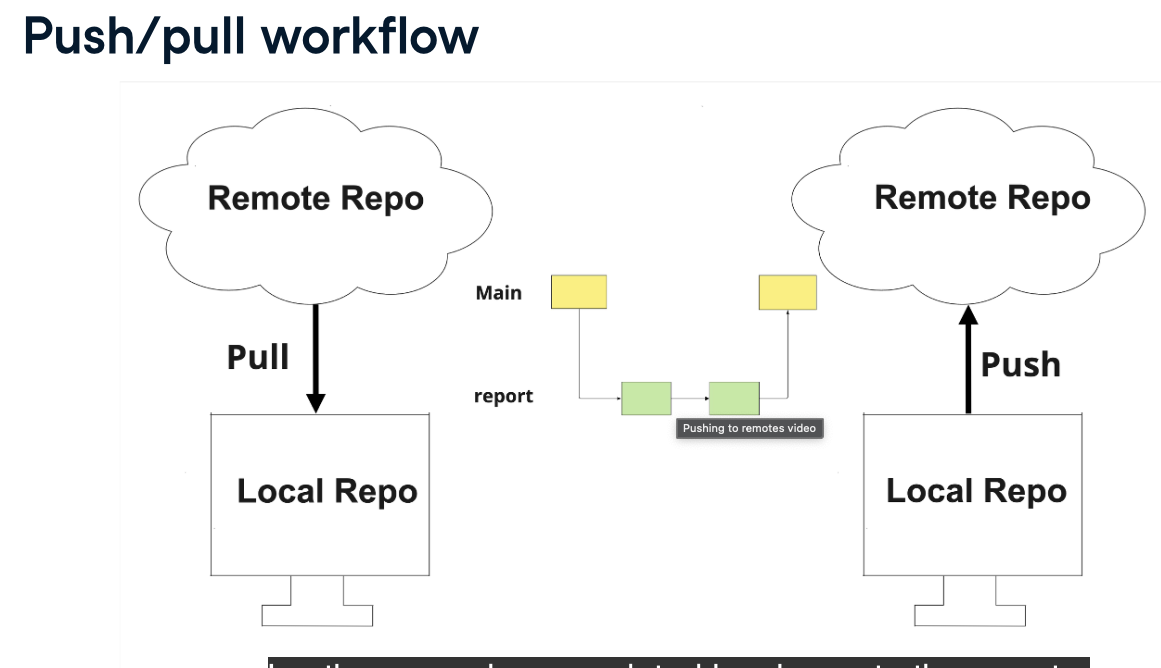 Push/pull workflow
Remote Repo
Remote Repo
Main
Pull
Push
report
Pushing to remotes video
Local Repo
Local Repo